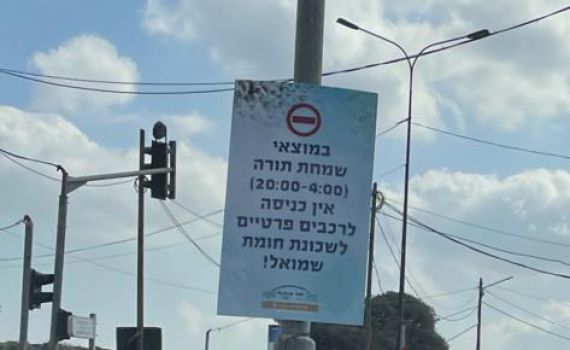 במוצאי
שמחת תורה
(20:00-4:00)
אין כניסה
לרכבים פרטיים
לשכונת חומת
שמואל!